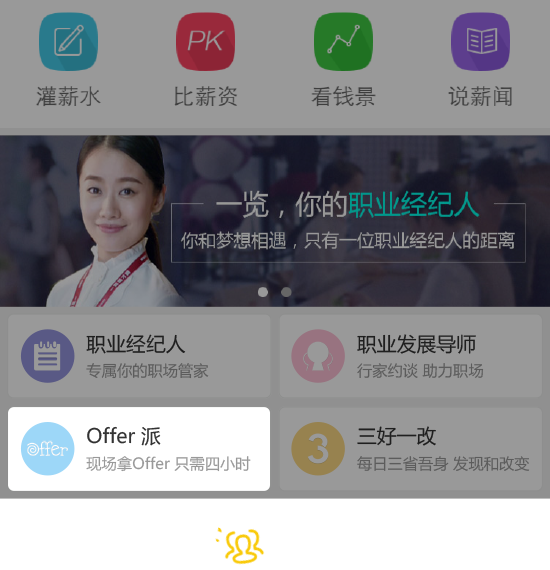 PK
灌薪水
比薪资
看钱景
说薪闻
一览，你的职业经纪人
你和梦想相遇，只有一位职业经纪人的距离
职业经纪人
专属你的职场管家
职业发展导师
行家约谈 助力职场
Offer
Offer 派
现场拿Offer 只需四小时
3
三好一改
每日三省吾身 发现和改变